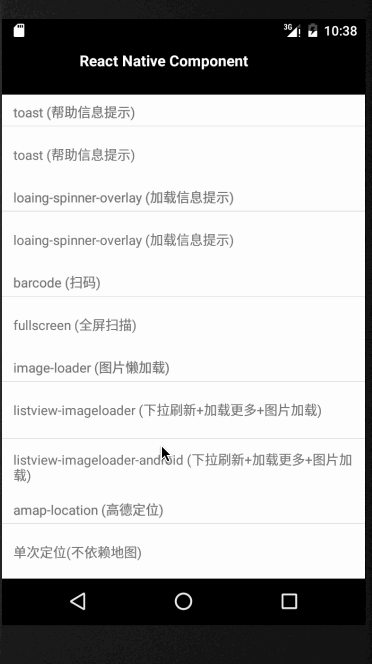 3G 10:38
React Native Component
toast (帮助信息提示)
toast (帮助信息提示)
loaing-spinner-overlay (加载信息提示)
loaing-spinner-overlay (加载信息提示)
barcode (扫码)
fullscreen (全屏扫描)
image-loader (图片懒加载)
listview-imageloader (下拉刷新+加载更多+图片加载)
listview-imageloader-android (下拉刷新+加载更多+图片加
载)
amap-location (高德定位)
单次定位(不依赖地图)